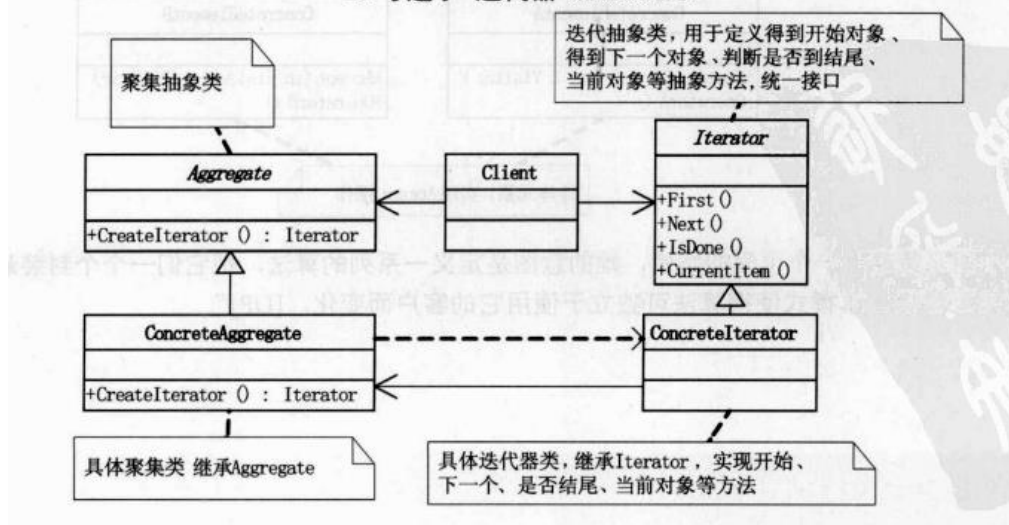 聚集抽象类
迭代抽象类，用于定义得到开始对象、
得到下一个对象、判断是否到结尾、
当前对象等抽象方法，统一接口
Aggregate
+CreateIterator () : Iterator
Client
Iterator
+First()
+Next()
+IsDone()
+CurrentItem()
ConcreteAggregate
+CreateIterator () : Iterator
ConcreteIterator
具体聚集类 继承Aggregate
具体迭代器类，继承Iterator，实现开始、
下一个、是否结尾、当前对象等方法